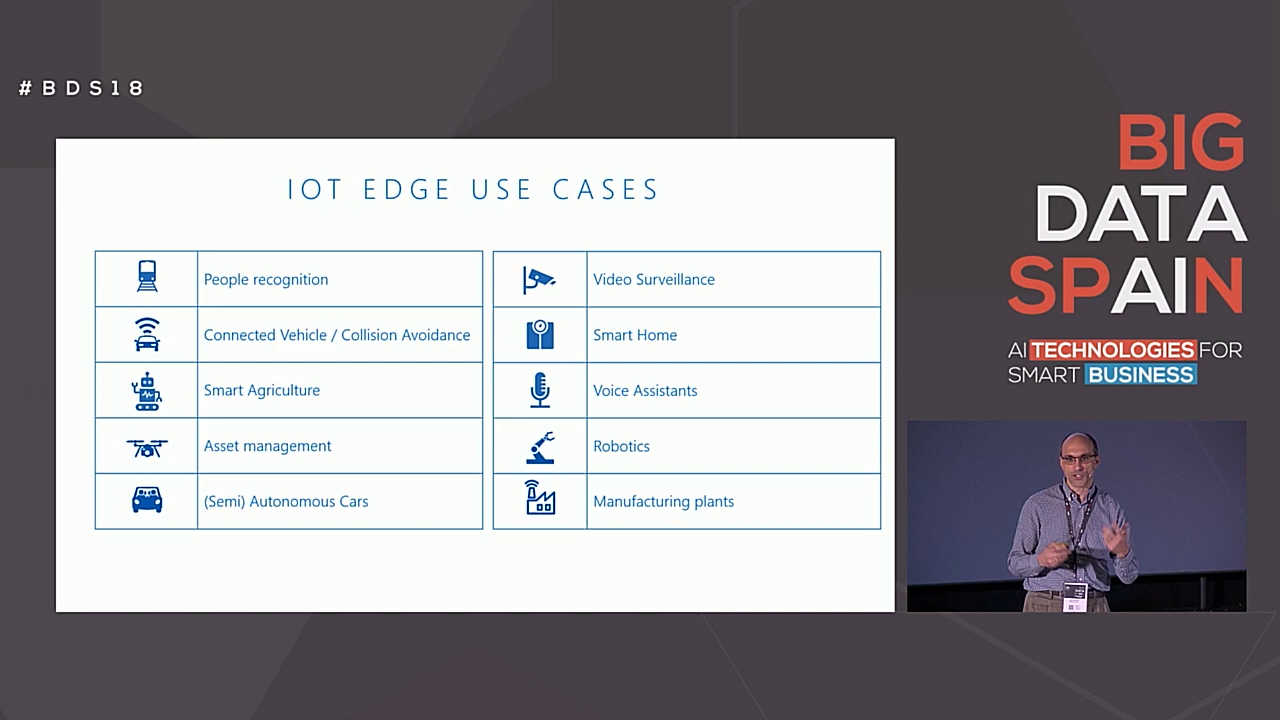 #BDS18
IOT EDGE USE CASES
People recognition
Video Surveillance
Connected Vehicle / Collision Avoidance
Smart Home
Smart Agriculture
Voice Assistants
Asset management
Robotics
(Semi) Autonomous Cars
Manufacturing plants
BIG
DATA
SPAIN
AI TECHNOLOGIES FOR
SMART BUSINESS